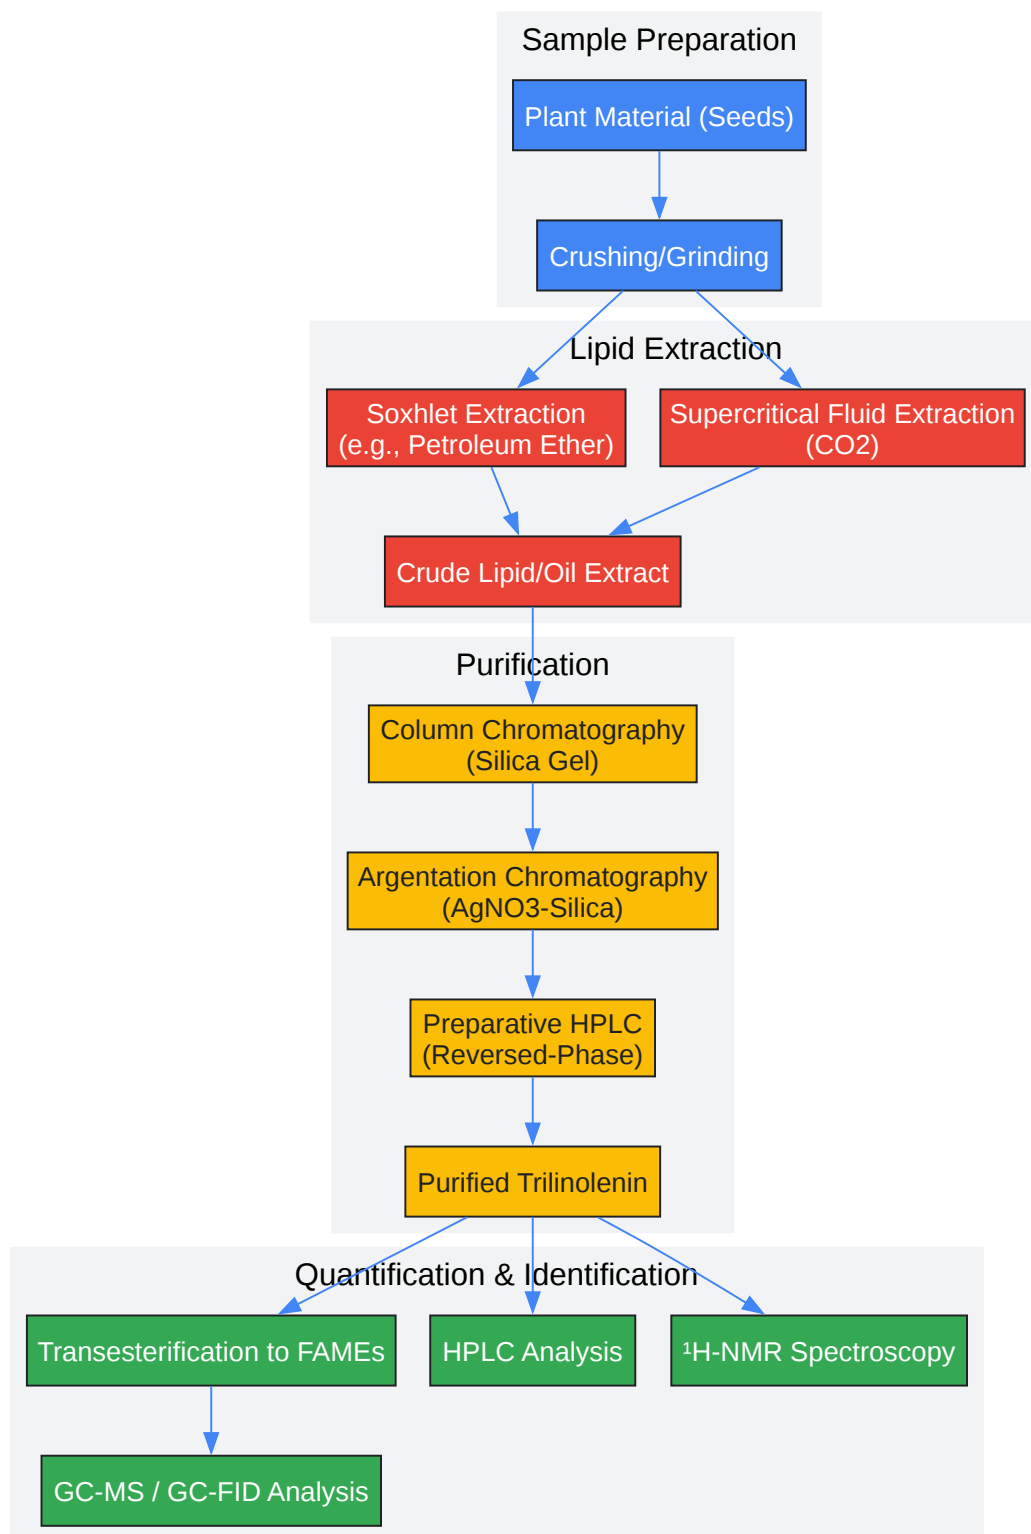 Sample Preparation
Plant Material (Seeds)
Crushing/Grinding
Lipid Extraction
Soxhlet Extraction
(e.g., Petroleum Ether)
Supercritical Fluid Extraction
(CO2)
Crude Lipid/Oil Extract
Purification
Column Chromatography
(Silica Gel)
Argentation Chromatography
(AgNO3-Silica)
Preparative HPLC
(Reversed-Phase)
Purified Trilinolenin
Quantification & Identification
Transesterification to FAMEs
HPLC Analysis
¹H-NMR Spectroscopy
GC-MS / GC-FID Analysis